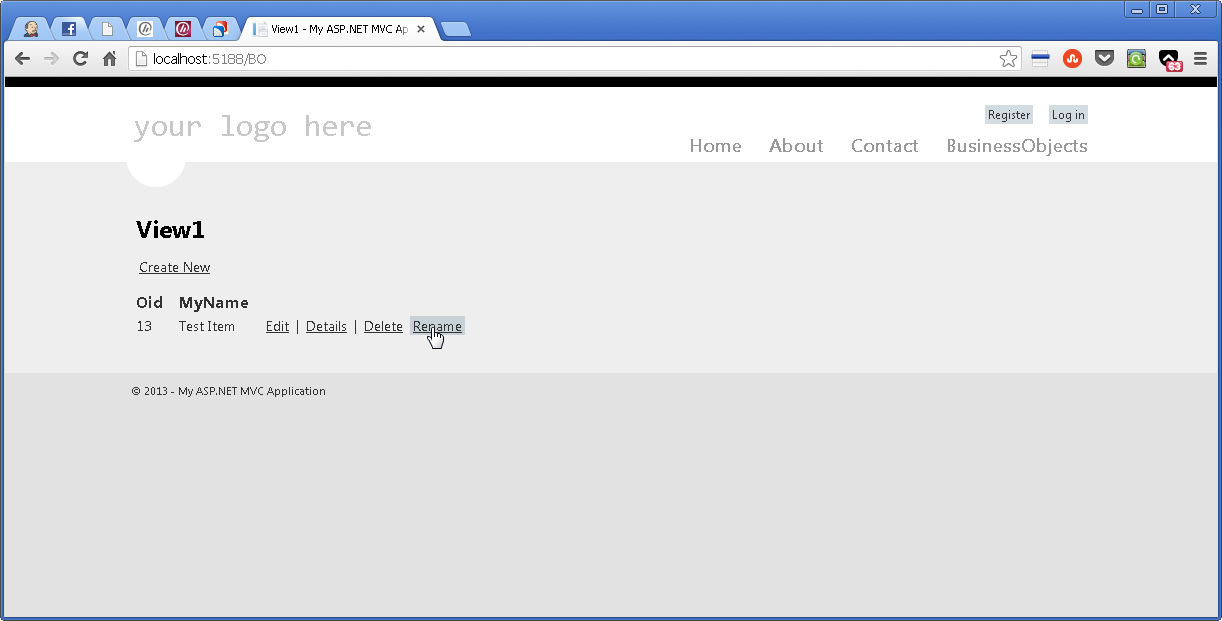 View1 - My ASP.NET MVC Ap
localhost:5188/BO
63
Register Log in
your logo here
Home About Contact BusinessObjects
View1
Create New
Oid MyName
13 Test Item Edit | Details | Delete Rename
© 2013 - My ASP.NET MVC Application